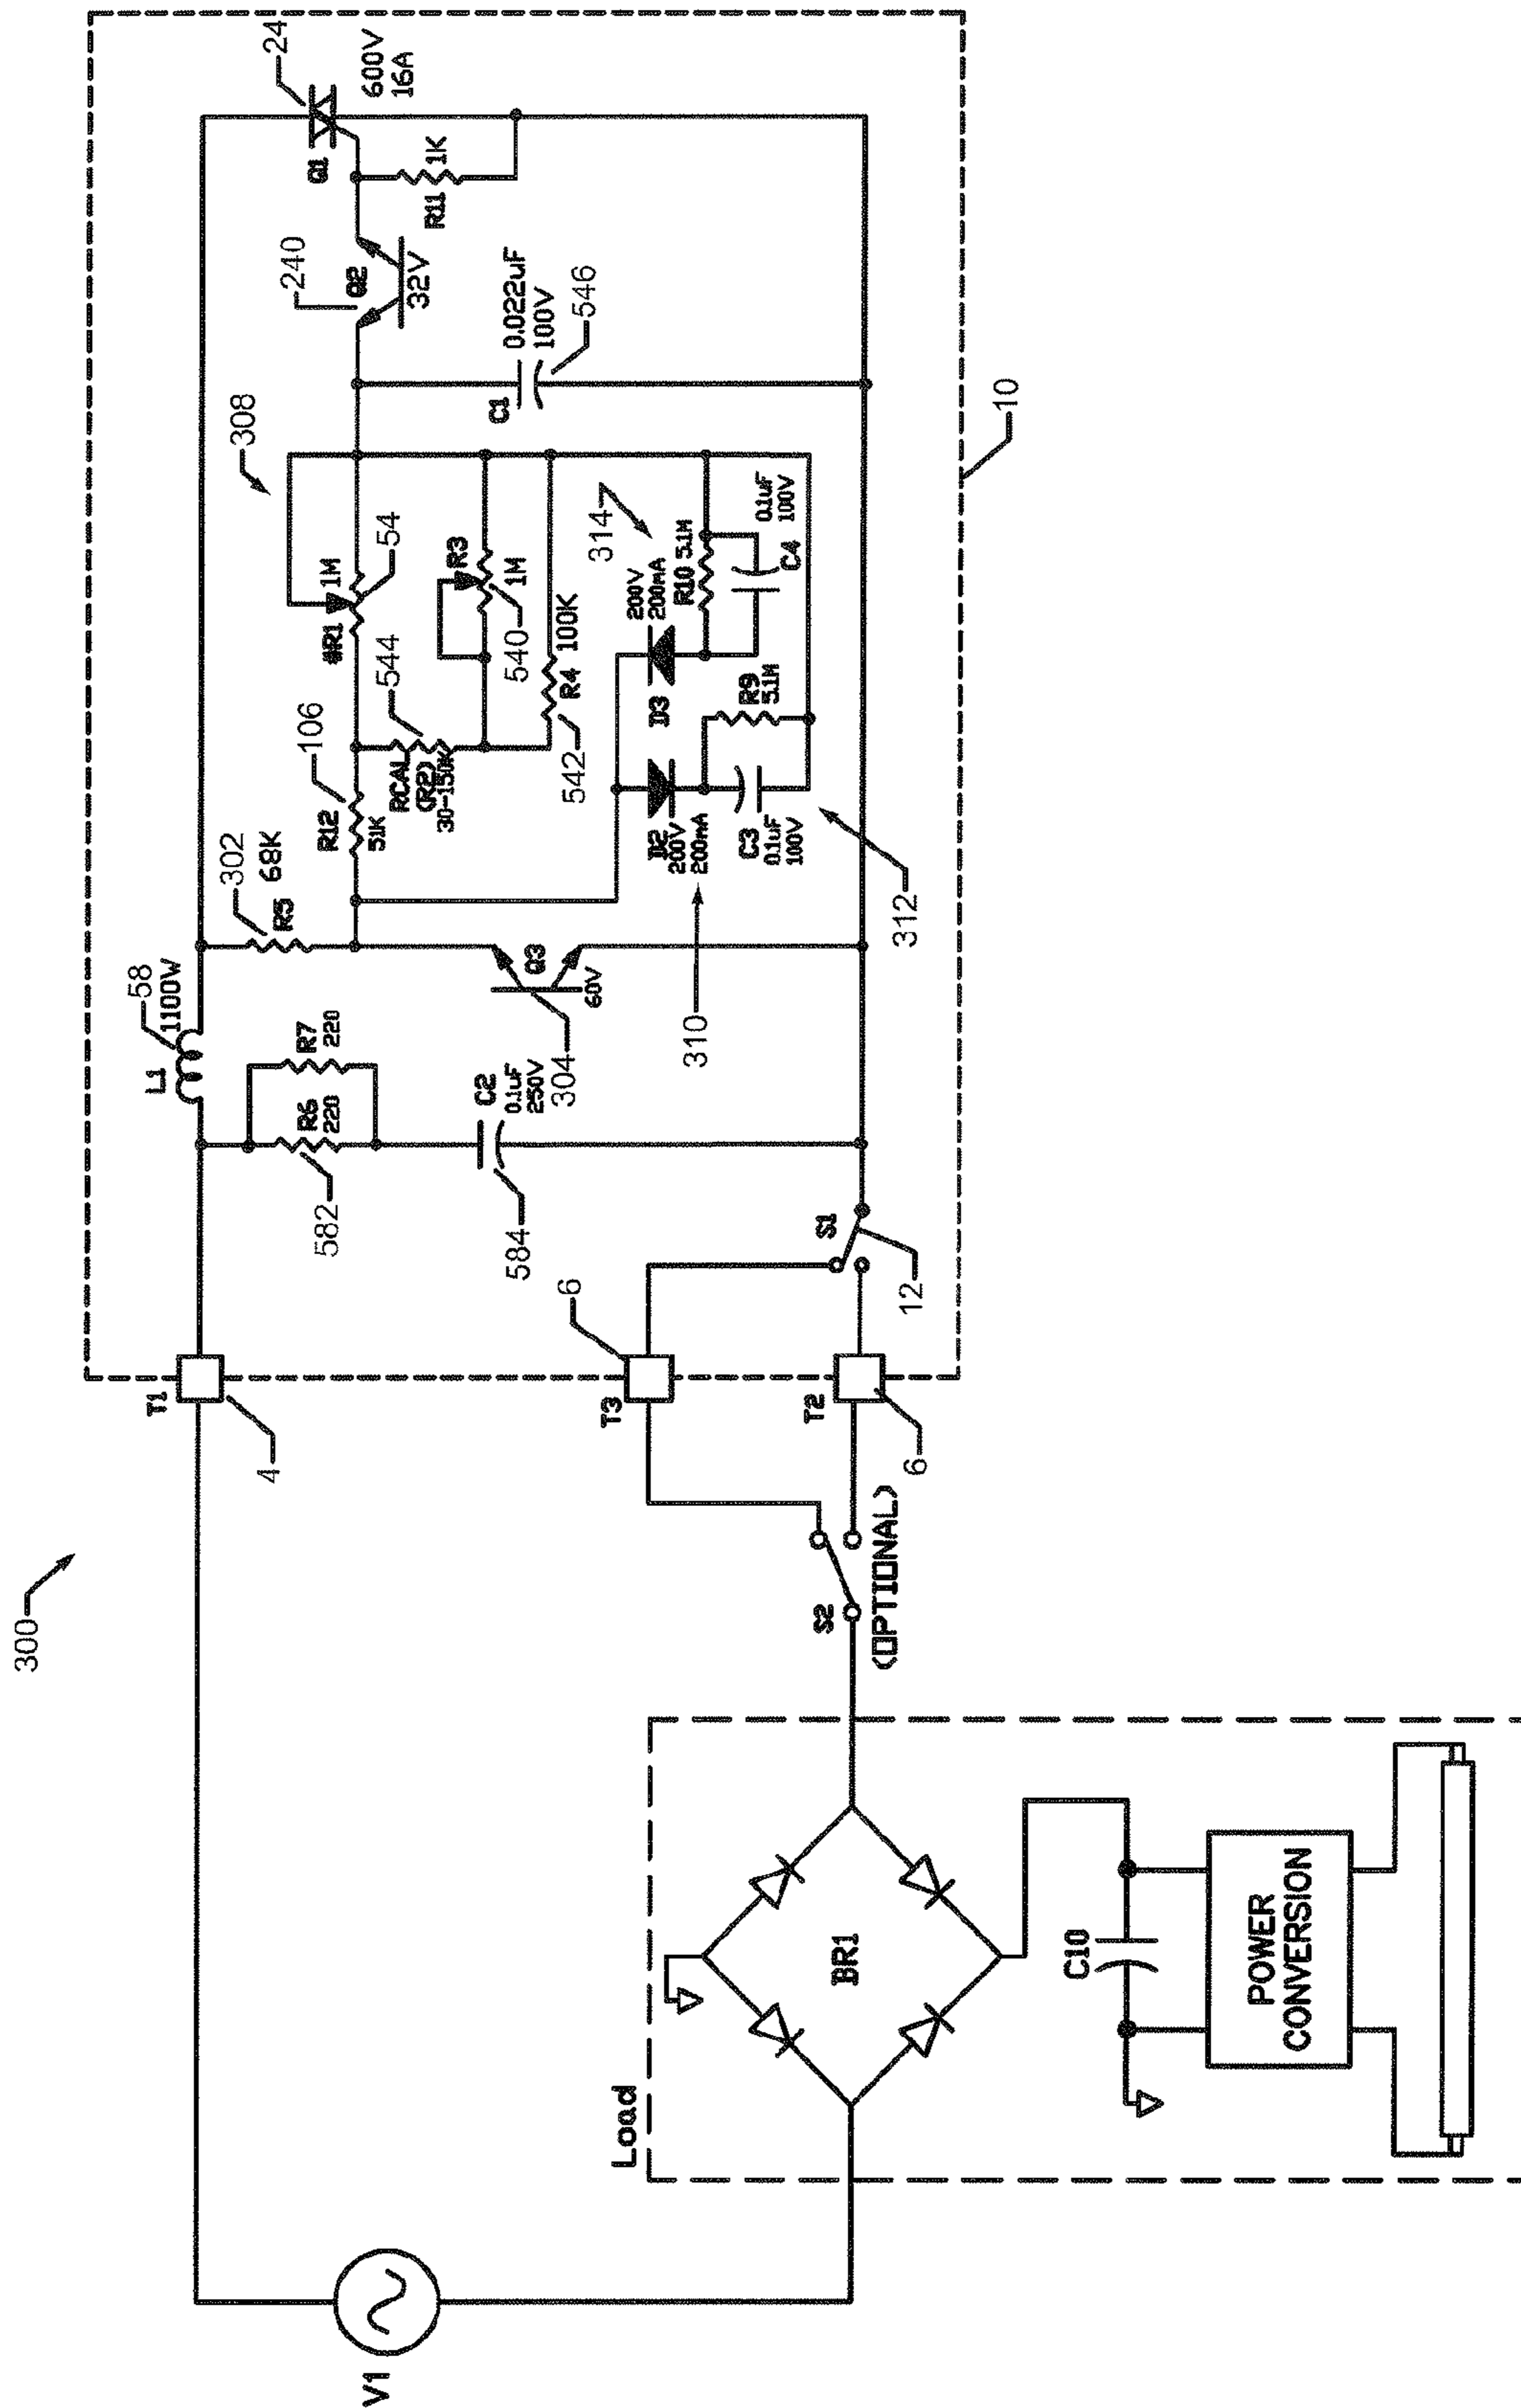 300
10
24
Q1
600V
16A
R11
1K
240
Q2
32V
308
C1
0.022uF
100V
546
54
#R1
1M
544
R3
1M
540
106
R12
51K
RCAL
(R2)
30-150K
R4
100K
542
302
R5
68K
58
1100W
L1
R7
220
R6
220
582
C2
0.1uF
250V
584
Q3
60V
304
314
200V
200mA
D3
R10 5.1M
0.1uF
100V
C4
D2
200V
200mA
R9
5.1M
C3
0.1uF
100V
310
312
T1
4
6
T3
T2
6
S1
12
S2
(OPTIONAL)
Load
BR1
C10
POWER
CONVERSION
V1